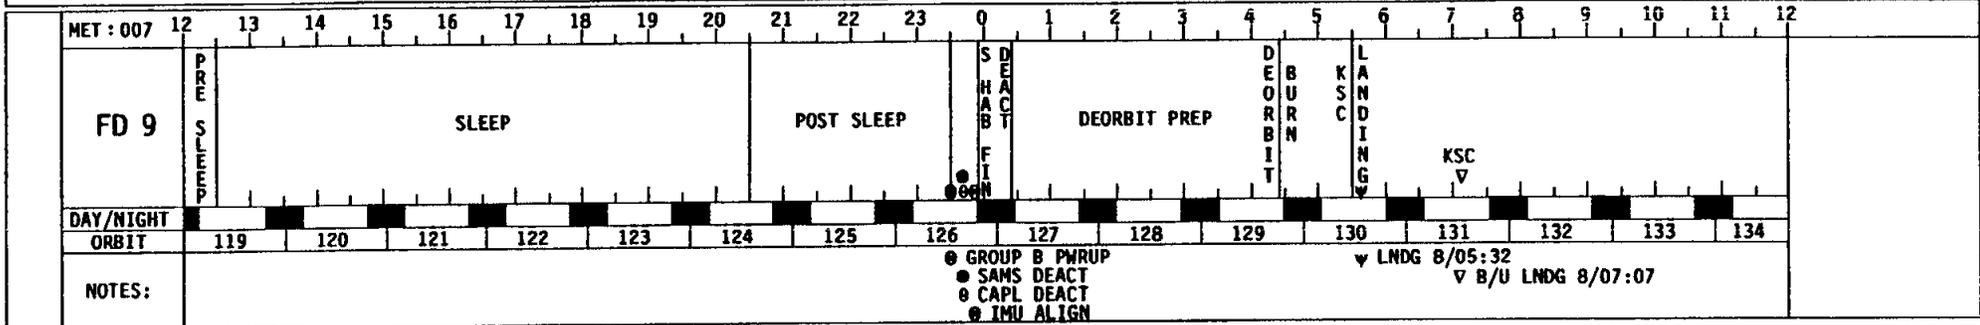 MET : 007 12 13 14 15 16 17 18 19 20 21 22 23 0 1 2 3 4 5 6 7 8 9 10 11 12
FD 9
PRE SLEEP
SLEEP
POST SLEEP
S HAB FIN
DEACT
DEORBIT PREP
DEORBIT
BURN
KSC
LANDING
KSC
DAY/NIGHT
ORBIT 119 120 121 122 123 124 125 126 127 128 129 130 131 132 133 134
NOTES:
GROUP B PWRUP
SAMS DEACT
CAPL DEACT
IMU ALIGN
LNDG 8/05:32
B/U LNDG 8/07:07